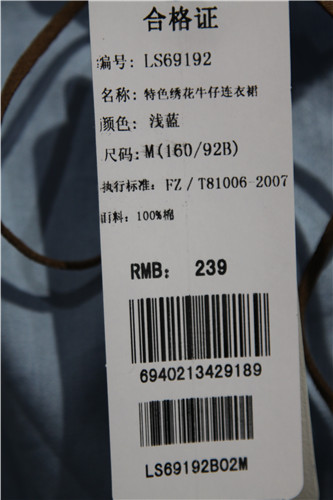 合格证
编号: LS69192
名称: 特色绣花牛仔连衣裙
颜色: 浅蓝
尺码: M(160/92B)
执行标准: FZ/T81006-2007
面料: 100%棉
RMB: 239
6940213429189
LS69192B02M